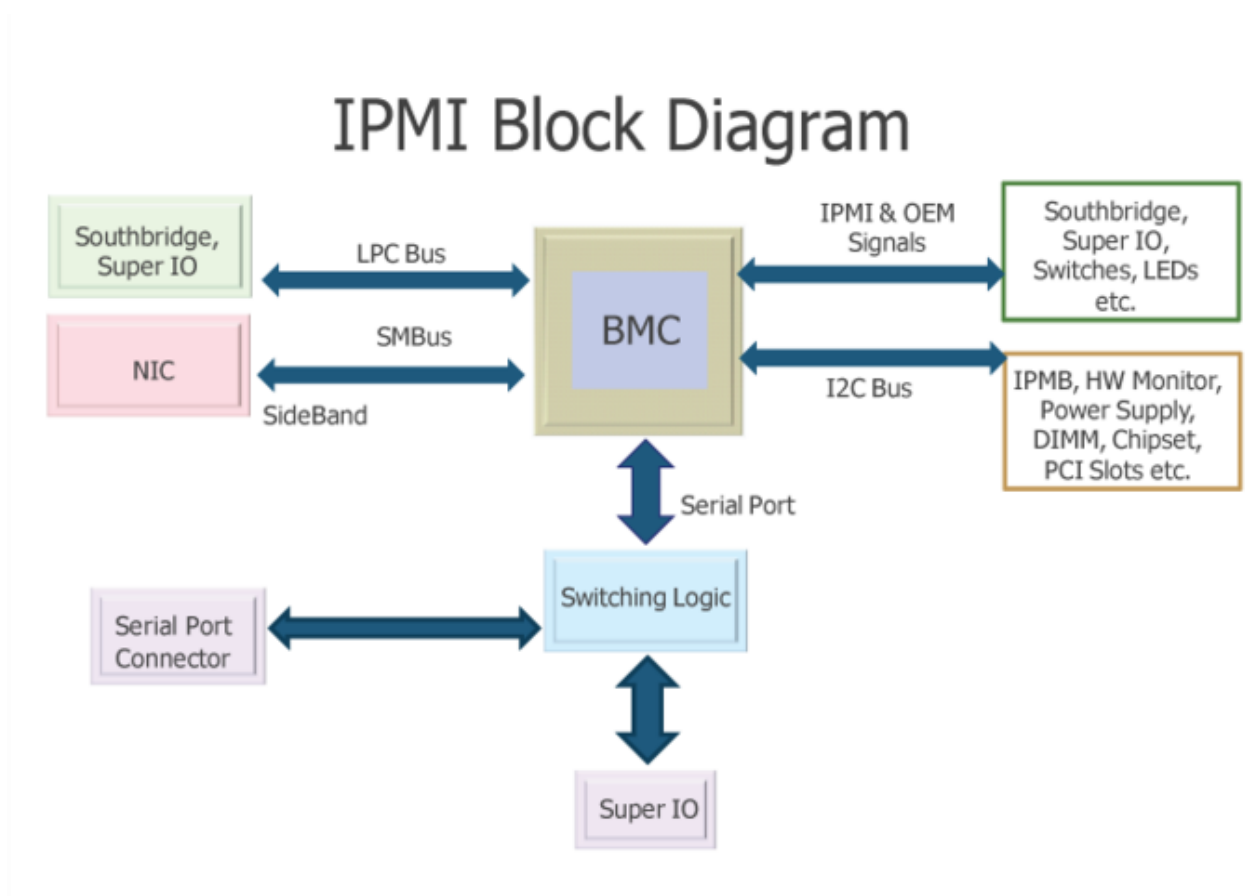 IPMI Block Diagram
Southbridge,
Super IO
LPC Bus
BMC
IPMI & OEM
Signals
Southbridge,
Super IO,
Switches, LEDs
etc.
NIC
SMBus
SideBand
I2C Bus
IPMB, HW Monitor,
Power Supply,
DIMM, Chipset,
PCI Slots etc.
Serial Port
Switching Logic
Serial Port
Connector
Super IO